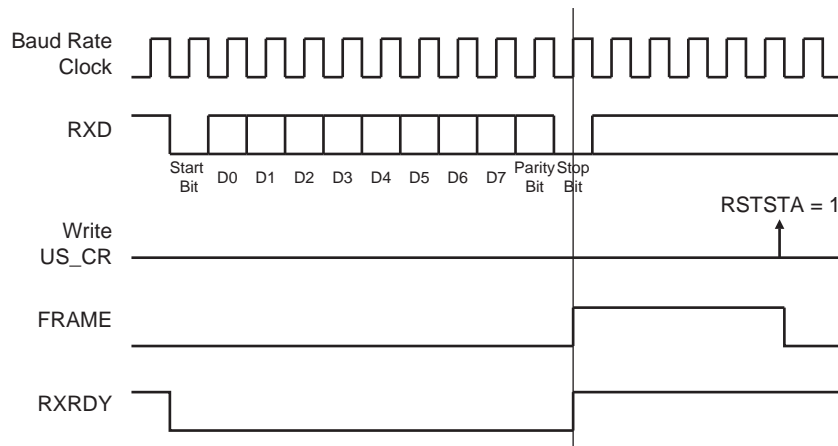 Baud Rate
Clock
RXD
Start
Bit
D0
D1
D2
D3
D4
D5
D6
D7
Parity
Bit
Stop
Bit
RSTSTA = 1
Write
US_CR
FRAME
RXRDY